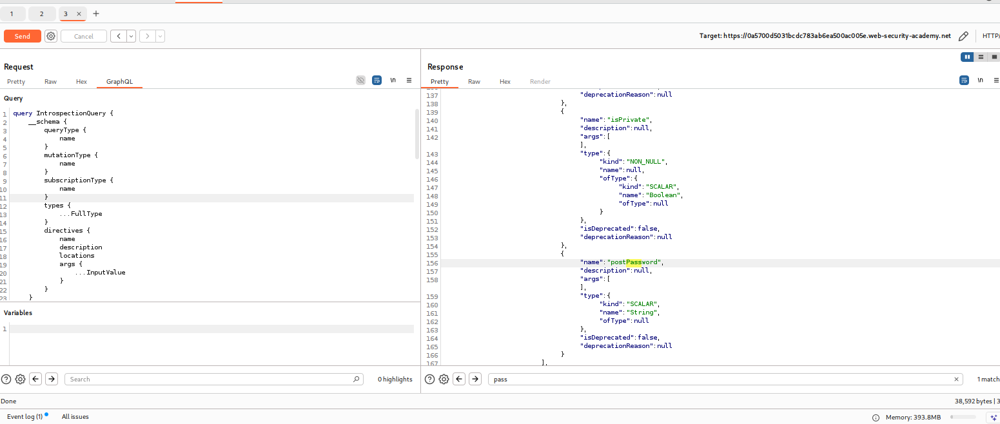 1 2 3 × +
Send Cancel < >
Target: https://0a5700d5031bcdc783ab6ea500ac005e.web-security-academy.net HTTP/
Request
Pretty Raw Hex GraphQL \n
Query
1 query IntrospectionQuery {
2 __schema {
3 queryType {
4 name
5 }
6 mutationType {
7 name
8 }
9 subscriptionType {
10 name
11 }
12 types {
13 ...FullType
14 }
15 directives {
16 name
17 description
18 locations
19 args {
20 ...InputValue
21 }
22 }
23 }
Variables
1
Search 0 highlights
Response
Pretty Raw Hex Render \n
137 "deprecationReason":null
138 },
139 {
140 "name":"isPrivate",
141 "description":null,
142 "args":[
],
143 "type":{
144 "kind":"NON_NULL",
145 "name":null,
146 "ofType":{
147 "kind":"SCALAR",
148 "name":"Boolean",
149 "ofType":null
150 }
151 },
152 "isDeprecated":false,
153 "deprecationReason":null
154 },
155 {
156 "name":"postPassword",
157 "description":null,
158 "args":[
],
159 "type":{
160 "kind":"SCALAR",
161 "name":"String",
162 "ofType":null
163 },
164 "isDeprecated":false,
165 "deprecationReason":null
166 }
167 ],
pass × 1 match
Done 38,592 bytes | 3
Event log (1) All issues Memory: 393.8MB